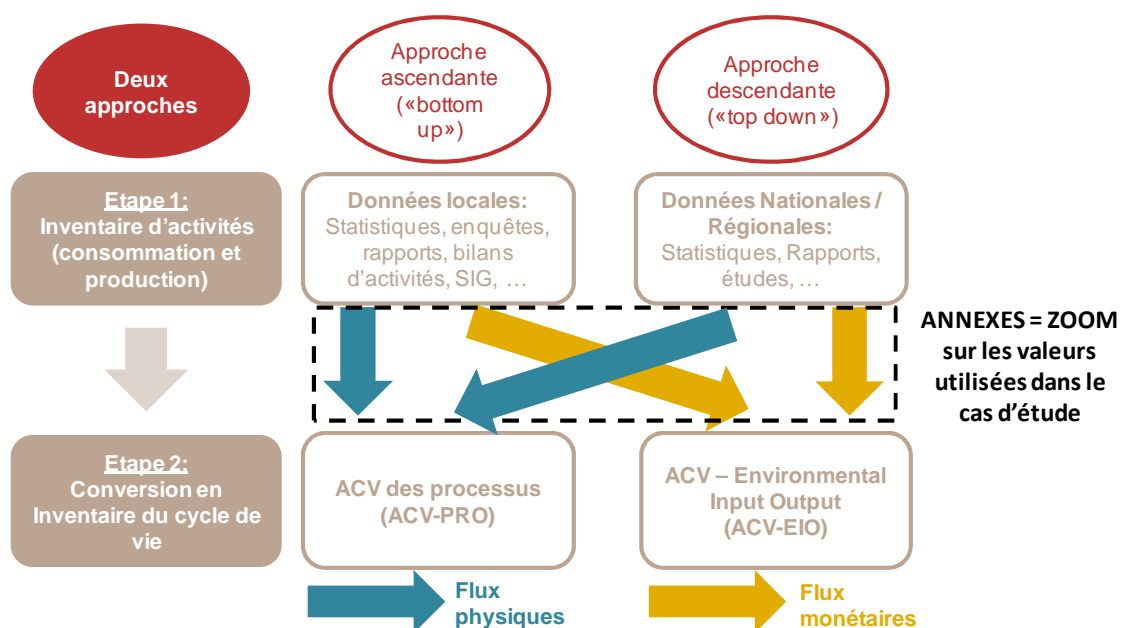 Deux
approches
Approche
ascendante
(«bottom
up»)
Approche
descendante
(«top down»)
Etape 1:
Inventaire d’activités
(consommation et
production)
Données locales:
Statistiques, enquêtes,
rapports, bilans
d’activités, SIG, …
Données Nationales /
Régionales:
Statistiques, Rapports,
études, …
ANNEXES = ZOOM
sur les valeurs
utilisées dans le
cas d’étude
Etape 2:
Conversion en
Inventaire du cycle de
vie
ACV des processus
(ACV-PRO)
ACV – Environmental
Input Output
(ACV-EIO)
Flux
physiques
Flux
monétaires